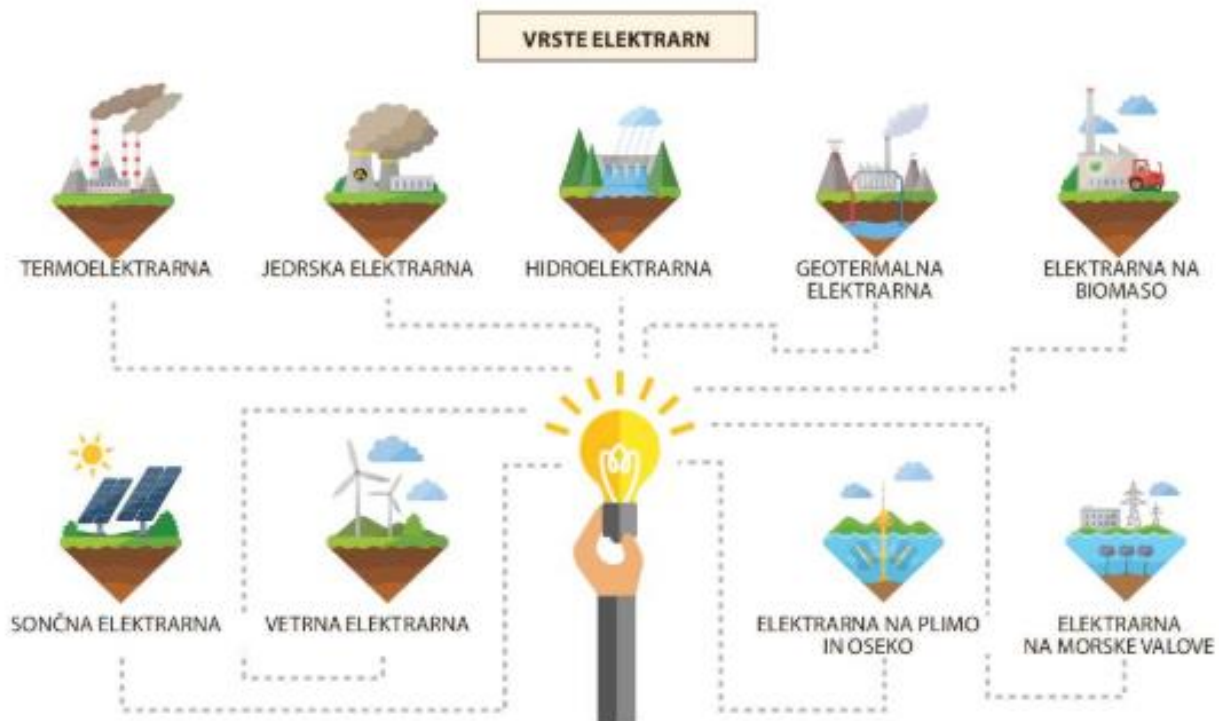 VRSTE ELEKTRARN
TERMOELEKTRARNA
JEDRSKA ELEKTRARNA
HIDROELEKTRARNA
GEOTERMALNA
ELEKTRARNA
ELEKTRARNA NA
BIOMASO
SONČNA ELEKTRARNA
VETRNA ELEKTRARNA
ELEKTRARNA NA PLIMO
IN OSEKO
ELEKTRARNA
NA MORSKE VALOVE